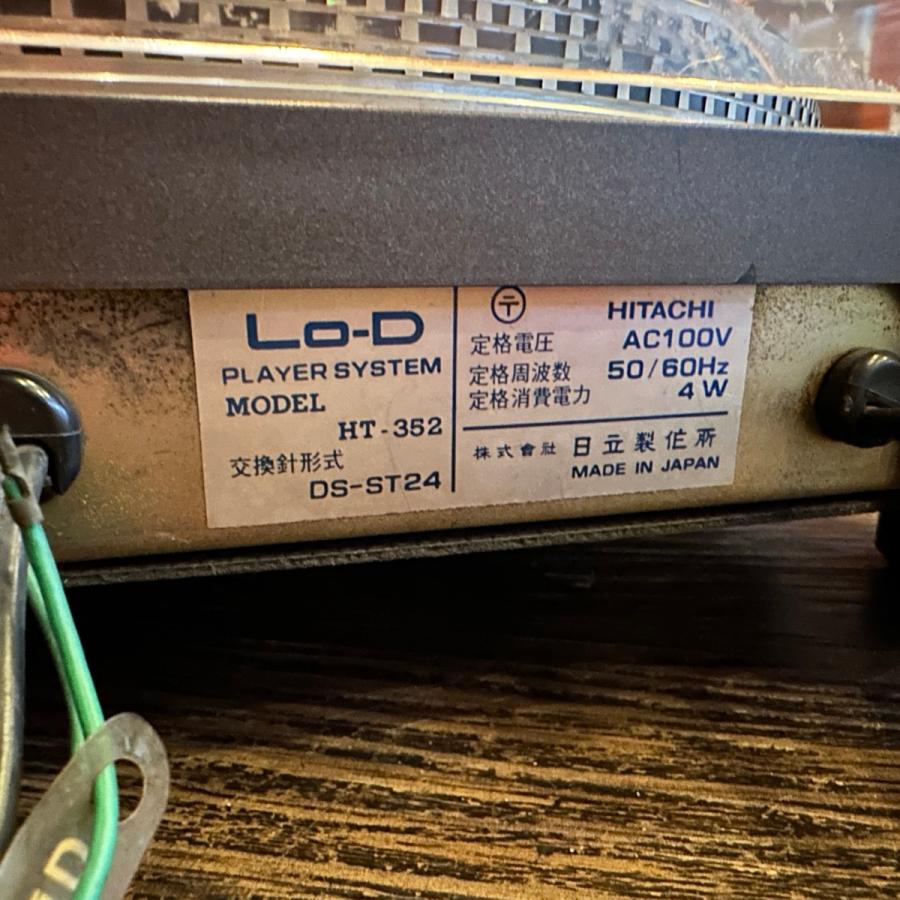 Lo-D
PLAYER SYSTEM
MODEL
HT-352
交換針形式
DS-ST24
〒 HITACHI
定格電圧 AC100V
定格周波数 50/60Hz
定格消費電力 4W
株式會社 日立製作所
MADE IN JAPAN